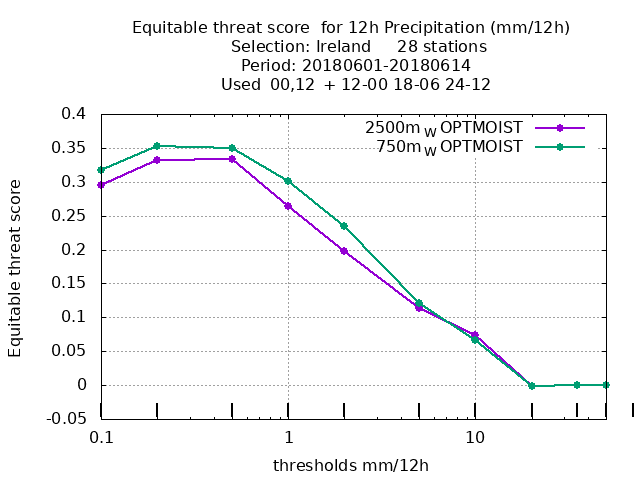 Equitable threat score  for 12h Precipitation (mm/12h)
Selection: Ireland     28 stations
Period: 20180601-20180614
Used  00,12  + 12-00 18-06 24-12
2500m W OPTMOIST
750m W OPTMOIST
0.4
0.35
0.3
0.25
0.2
0.15
0.1
0.05
0
-0.05
Equitable threat score
0.1
1
10
thresholds mm/12h